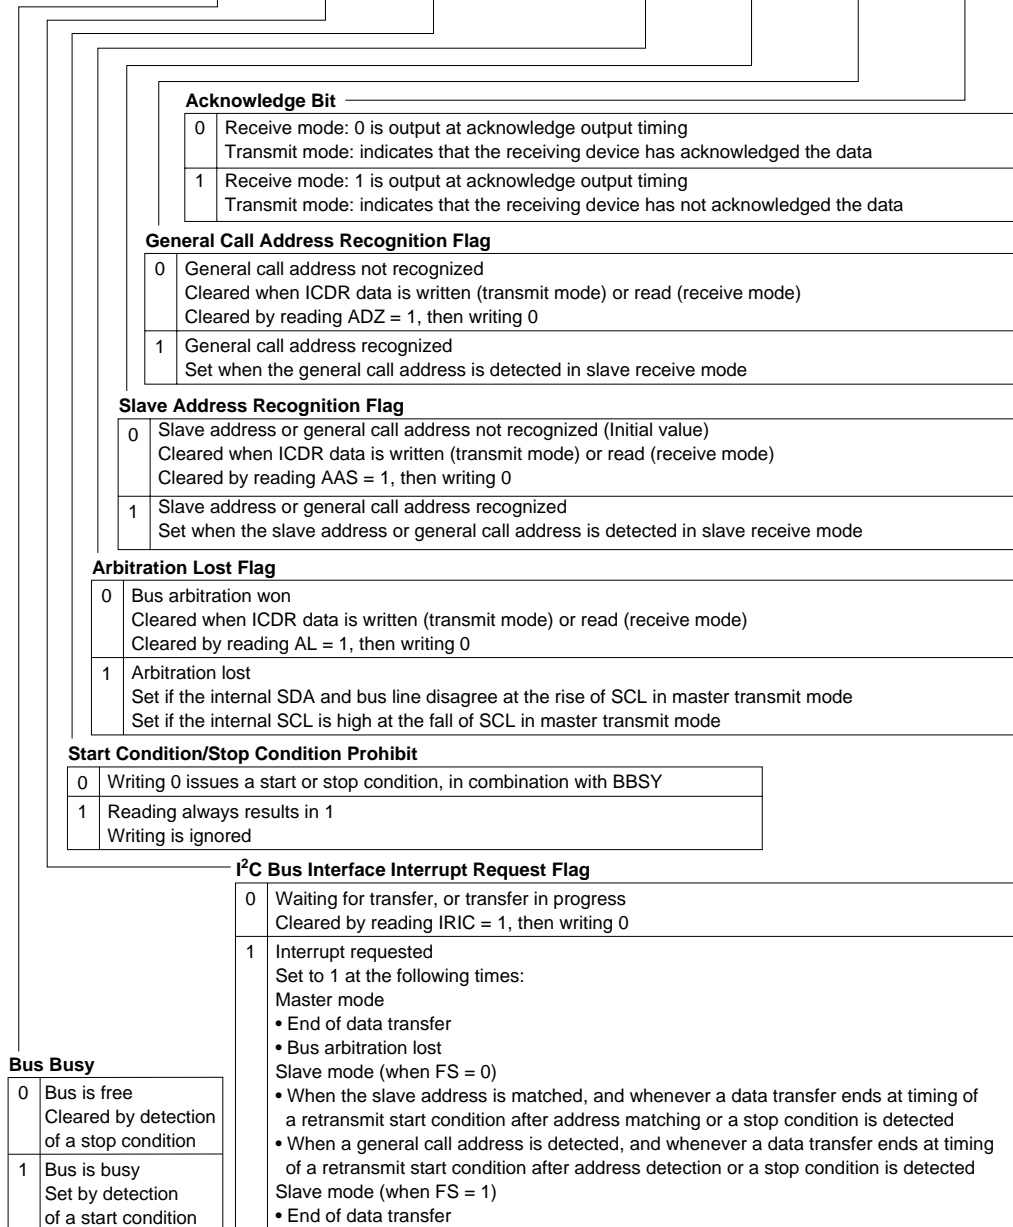 Acknowledge Bit
0 Receive mode: 0 is output at acknowledge output timing
Transmit mode: indicates that the receiving device has acknowledged the data
1 Receive mode: 1 is output at acknowledge output timing
Transmit mode: indicates that the receiving device has not acknowledged the data
General Call Address Recognition Flag
0 General call address not recognized
Cleared when ICDR data is written (transmit mode) or read (receive mode)
Cleared by reading ADZ = 1, then writing 0
1 General call address recognized
Set when the general call address is detected in slave receive mode
Slave Address Recognition Flag
0 Slave address or general call address not recognized (Initial value)
Cleared when ICDR data is written (transmit mode) or read (receive mode)
Cleared by reading AAS = 1, then writing 0
1 Slave address or general call address recognized
Set when the slave address or general call address is detected in slave receive mode
Arbitration Lost Flag
0 Bus arbitration won
Cleared when ICDR data is written (transmit mode) or read (receive mode)
Cleared by reading AL = 1, then writing 0
1 Arbitration lost
Set if the internal SDA and bus line disagree at the rise of SCL in master transmit mode
Set if the internal SCL is high at the fall of SCL in master transmit mode
Start Condition/Stop Condition Prohibit
0 Writing 0 issues a start or stop condition, in combination with BBSY
1 Reading always results in 1
Writing is ignored
I²C Bus Interface Interrupt Request Flag
0 Waiting for transfer, or transfer in progress
Cleared by reading IRIC = 1, then writing 0
1 Interrupt requested
Set to 1 at the following times:
Master mode
• End of data transfer
• Bus arbitration lost
Slave mode (when FS = 0)
• When the slave address is matched, and whenever a data transfer ends at timing of
a retransmit start condition after address matching or a stop condition is detected
• When a general call address is detected, and whenever a data transfer ends at timing
of a retransmit start condition after address detection or a stop condition is detected
Slave mode (when FS = 1)
• End of data transfer
Bus Busy
0 Bus is free
Cleared by detection
of a stop condition
1 Bus is busy
Set by detection
of a start condition